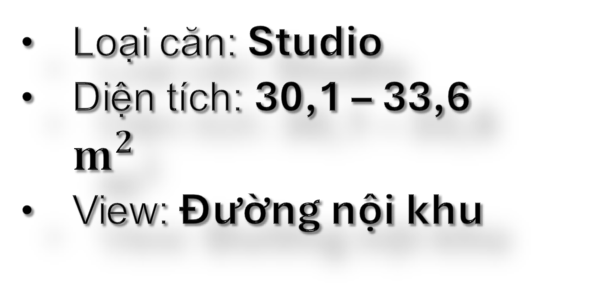 • Loại căn: Studio
• Diện tích: 30,1 – 33,6
m²
• View: Đường nội khu